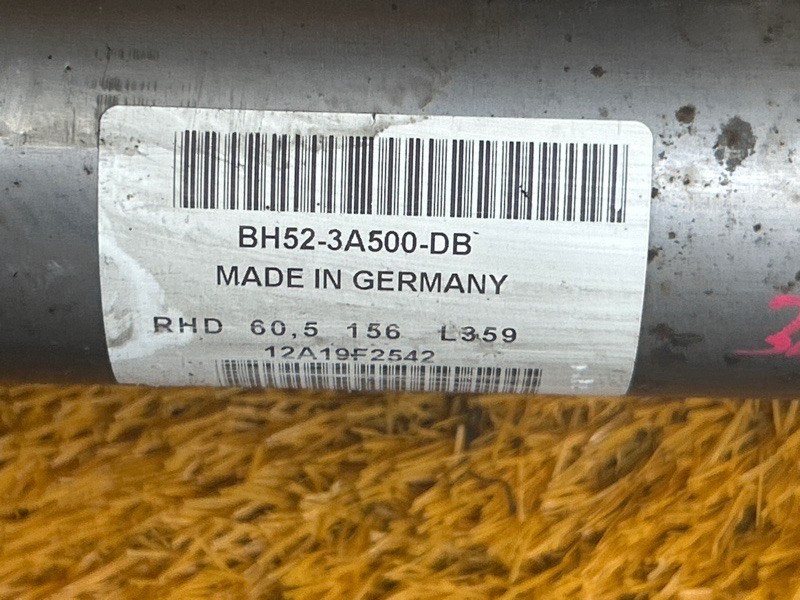 BH52-3A500-DB
MADE IN GERMANY
RHD 60,5 156 L359
12A19F2542